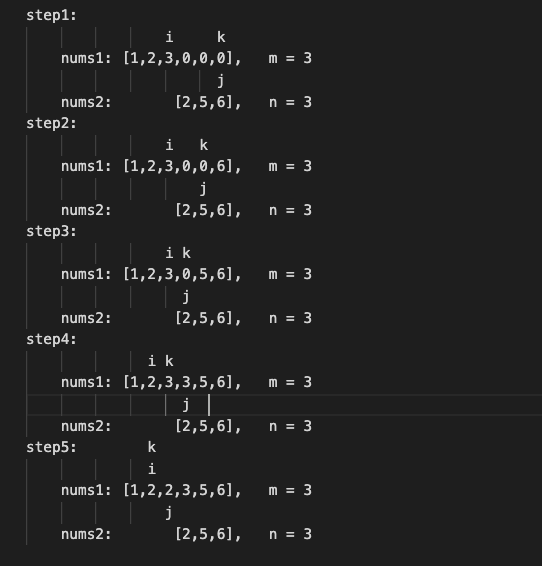 step1:
                i     k
    nums1: [1,2,3,0,0,0],   m = 3
                      j
    nums2:       [2,5,6],   n = 3
step2:
                i   k
    nums1: [1,2,3,0,0,6],   m = 3
                    j
    nums2:       [2,5,6],   n = 3
step3:
                i k
    nums1: [1,2,3,0,5,6],   m = 3
                  j
    nums2:       [2,5,6],   n = 3
step4:
              i k
    nums1: [1,2,3,3,5,6],   m = 3
                  j
    nums2:       [2,5,6],   n = 3
step5:        k
              i
    nums1: [1,2,2,3,5,6],   m = 3
                j
    nums2:       [2,5,6],   n = 3